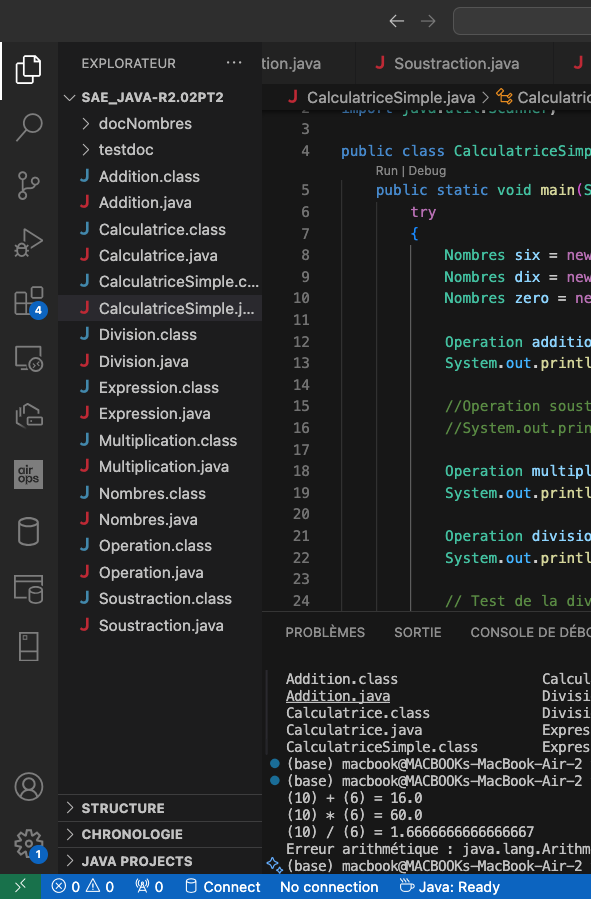 EXPLORATEUR
SAE_JAVA-R2.02PT2
docNombres
testdoc
Addition.class
Addition.java
Calculatrice.class
Calculatrice.java
CalculatriceSimple.c...
CalculatriceSimple.j...
Division.class
Division.java
Expression.class
Expression.java
Multiplication.class
Multiplication.java
Nombres.class
Nombres.java
Operation.class
Operation.java
Soustraction.class
Soustraction.java
STRUCTURE
CHRONOLOGIE
JAVA PROJECTS
4
air
ops
1
tion.java J Soustraction.java J
J CalculatriceSimple.java > Calculatric
2 import java.util.Scanner;
3
4 public class CalculatriceSimp
Run | Debug
5 public static void main(S
6 try
7 {
8 Nombres six = new
9 Nombres dix = new
10 Nombres zero = ne
11
12 Operation additio
13 System.out.printl
14
15 //Operation soust
16 //System.out.prin
17
18 Operation multipl
19 System.out.printl
20
21 Operation divisio
22 System.out.printl
23
24 // Test de la div
PROBLÈMES SORTIE CONSOLE DE DÉBO
Addition.class Calcul
Addition.java Divisi
Calculatrice.class Divisi
Calculatrice.java Expres
CalculatriceSimple.class Expres
(base) macbook@MACBOOKs-MacBook-Air-2
(base) macbook@MACBOOKs-MacBook-Air-2
(10) + (6) = 16.0
(10) * (6) = 60.0
(10) / (6) = 1.6666666666666667
Erreur arithmétique : java.lang.Arithm
(base) macbook@MACBOOKs-MacBook-Air-2
0 0 0 Connect No connection Java: Ready